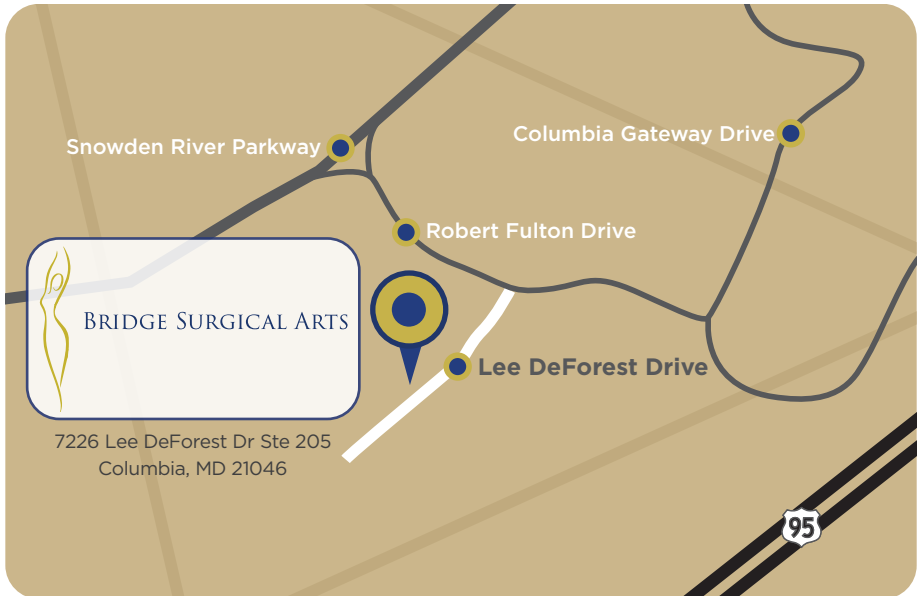 Snowden River Parkway
Columbia Gateway Drive
Robert Fulton Drive
BRIDGE SURGICAL ARTS
Lee DeForest Drive
7226 Lee DeForest Dr Ste 205
Columbia, MD 21046
95